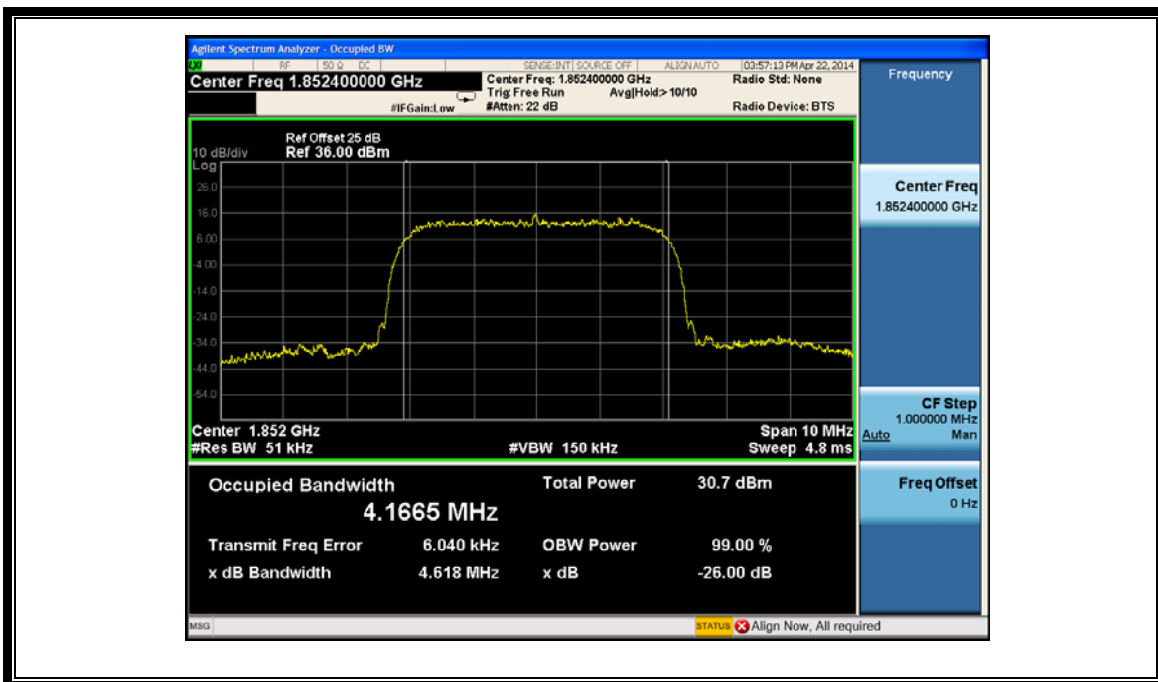 Agilent Spectrum Analyzer - Occupied BW
LXI RF 50 Ω DC SENSE:INT SOURCE OFF ALIGN AUTO 03:57:13 PM Apr 22, 2014
Center Freq 1.852400000 GHz
Center Freq: 1.852400000 GHz
Radio Std: None
Trig: Free Run Avg|Hold:> 10/10
#IFGain:Low
#Atten: 22 dB
Radio Device: BTS
Ref Offset 25 dB
10 dB/div Ref 36.00 dBm
Log
26.0
16.0
6.00
-4.00
-14.0
-24.0
-34.0
-44.0
-54.0
Center 1.852 GHz
Span 10 MHz
#Res BW 51 kHz
#VBW 150 kHz
Sweep 4.8 ms
Occupied Bandwidth
4.1665 MHz
Total Power 30.7 dBm
Transmit Freq Error 6.040 kHz
OBW Power 99.00 %
x dB Bandwidth 4.618 MHz
x dB -26.00 dB
Frequency
Center Freq
1.852400000 GHz
CF Step
1.000000 MHz
Auto Man
Freq Offset
0 Hz
MSG
STATUS Align Now, All required